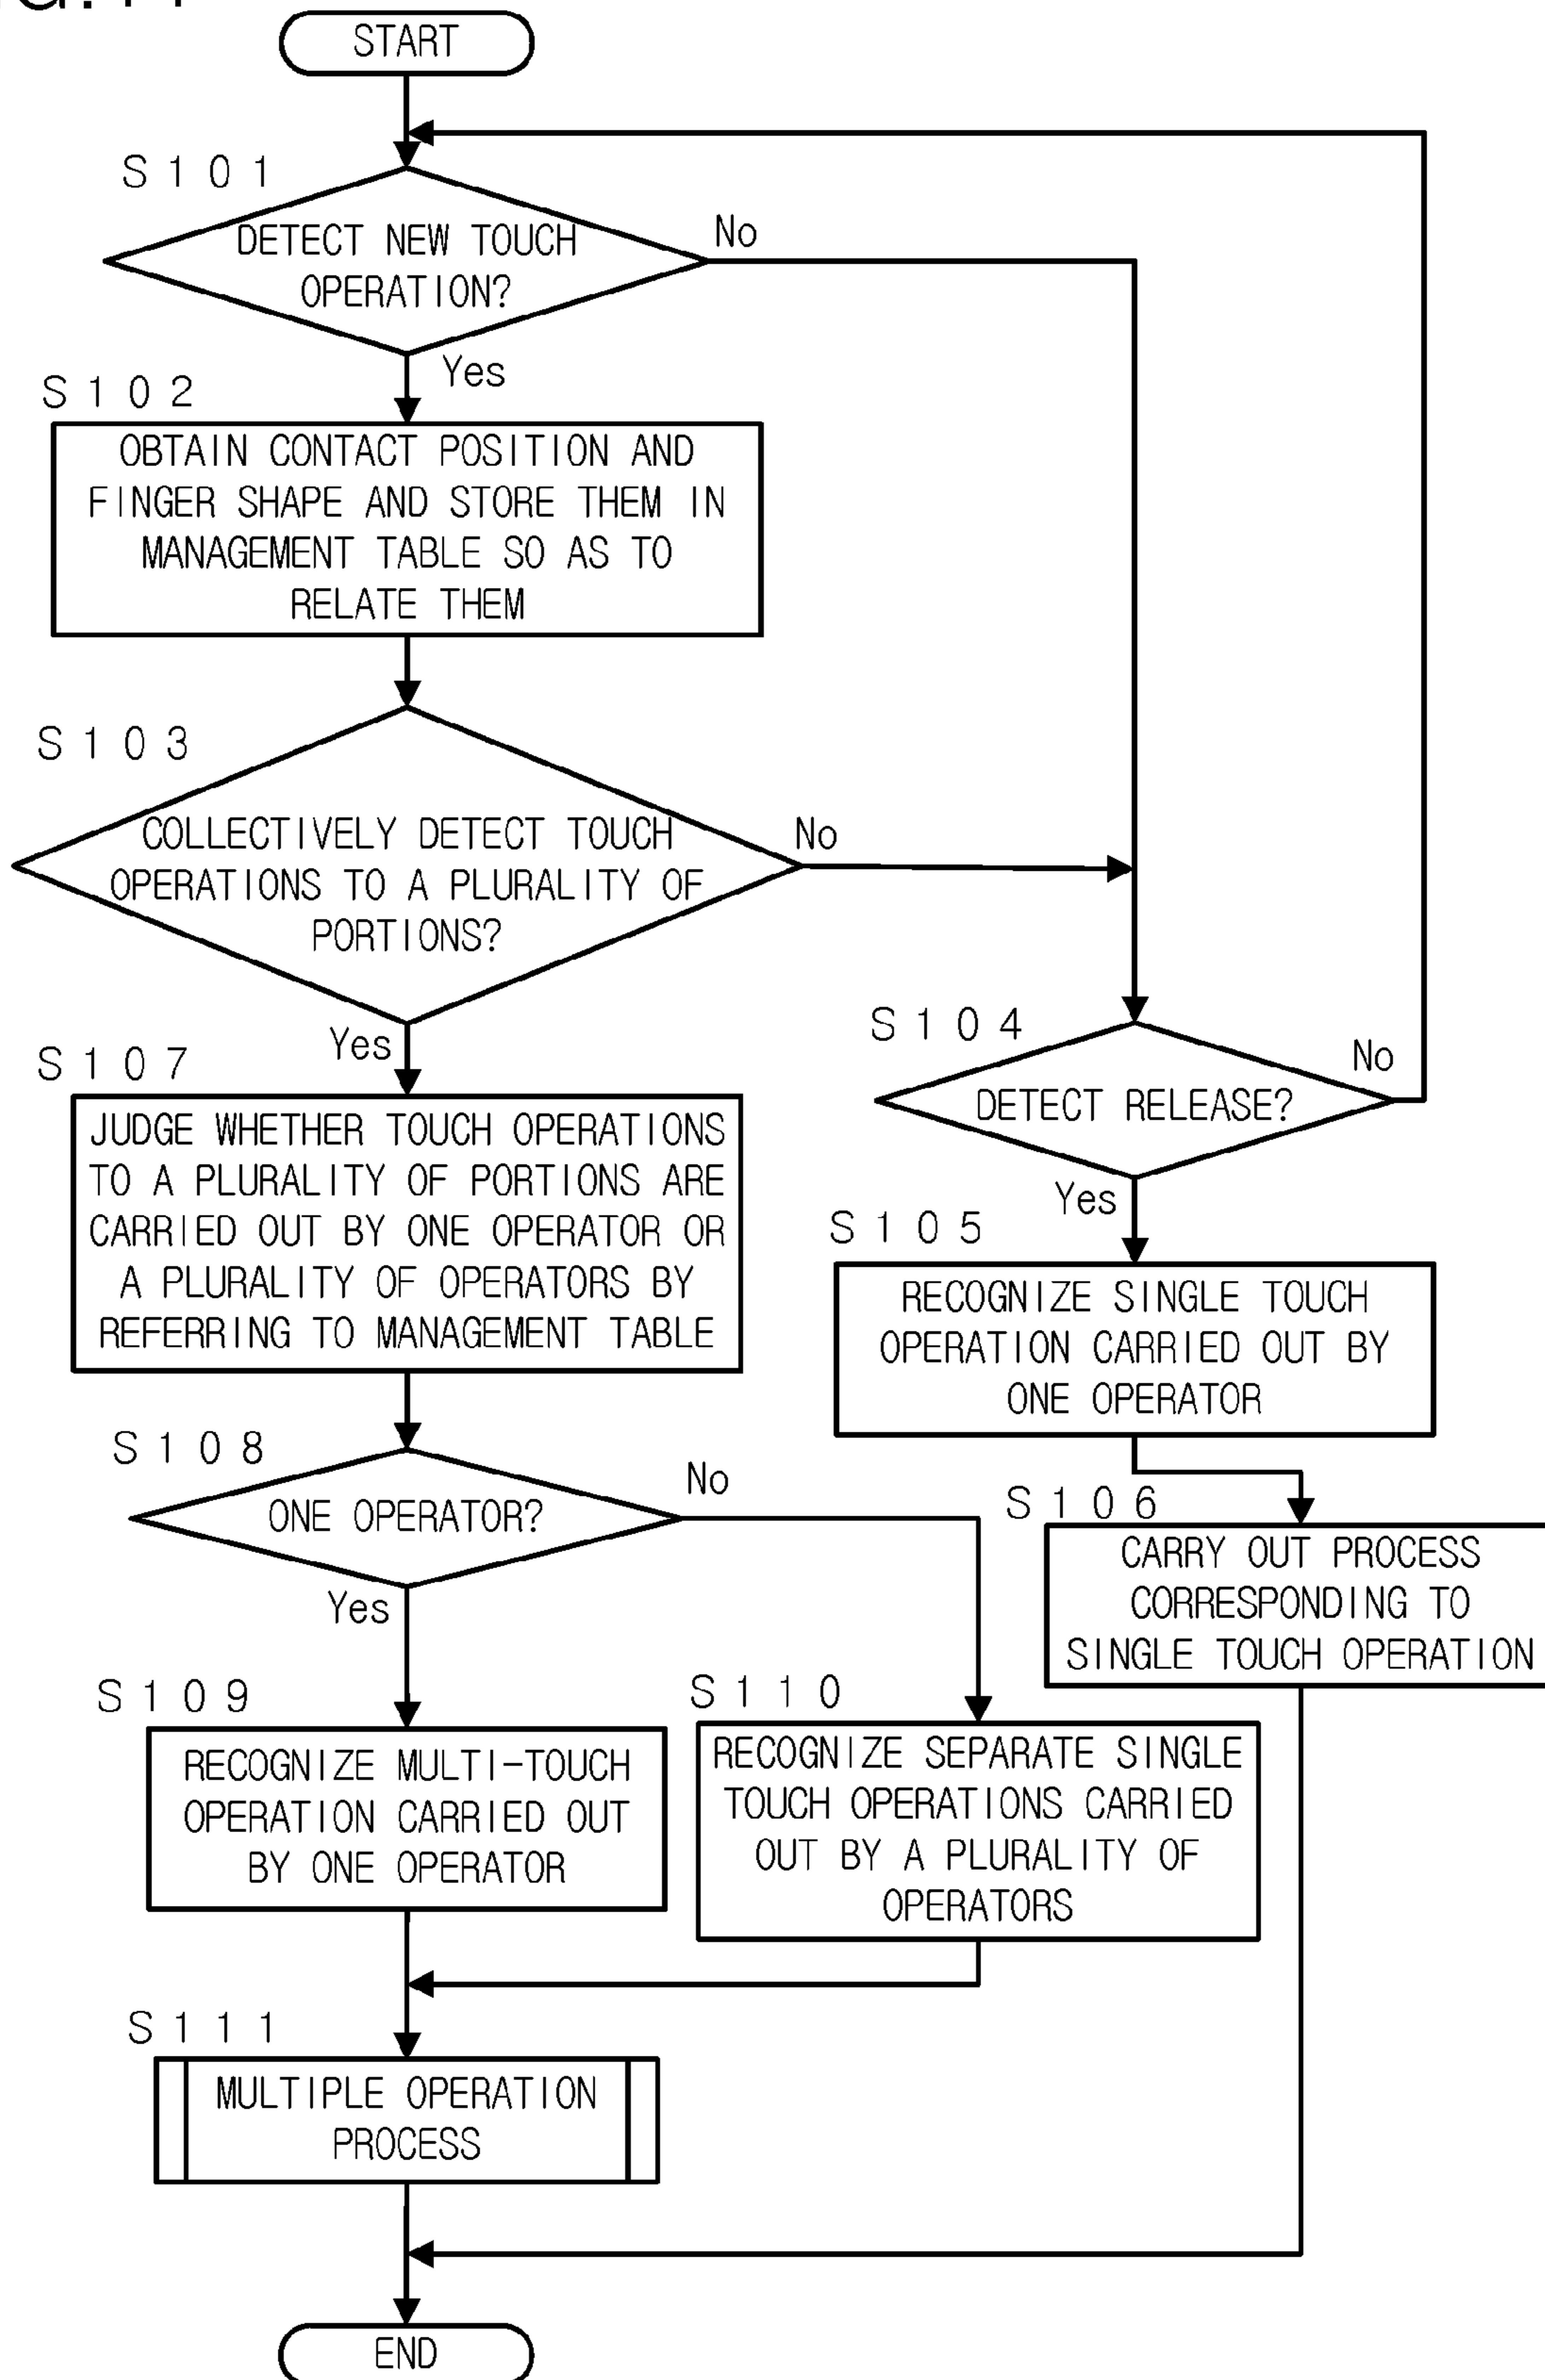 START
S101
DETECT NEW TOUCH
OPERATION?
No
Yes
S102
OBTAIN CONTACT POSITION AND
FINGER SHAPE AND STORE THEM IN
MANAGEMENT TABLE SO AS TO
RELATE THEM
S103
COLLECTIVELY DETECT TOUCH
OPERATIONS TO A PLURALITY OF
PORTIONS?
No
Yes
S104
DETECT RELEASE?
No
Yes
S105
RECOGNIZE SINGLE TOUCH
OPERATION CARRIED OUT BY
ONE OPERATOR
S106
CARRY OUT PROCESS
CORRESPONDING TO
SINGLE TOUCH OPERATION
S107
JUDGE WHETHER TOUCH OPERATIONS
TO A PLURALITY OF PORTIONS ARE
CARRIED OUT BY ONE OPERATOR OR
A PLURALITY OF OPERATORS BY
REFERRING TO MANAGEMENT TABLE
S108
ONE OPERATOR?
No
Yes
S109
RECOGNIZE MULTI-TOUCH
OPERATION CARRIED OUT
BY ONE OPERATOR
S110
RECOGNIZE SEPARATE SINGLE
TOUCH OPERATIONS CARRIED
OUT BY A PLURALITY OF
OPERATORS
S111
MULTIPLE OPERATION
PROCESS
END